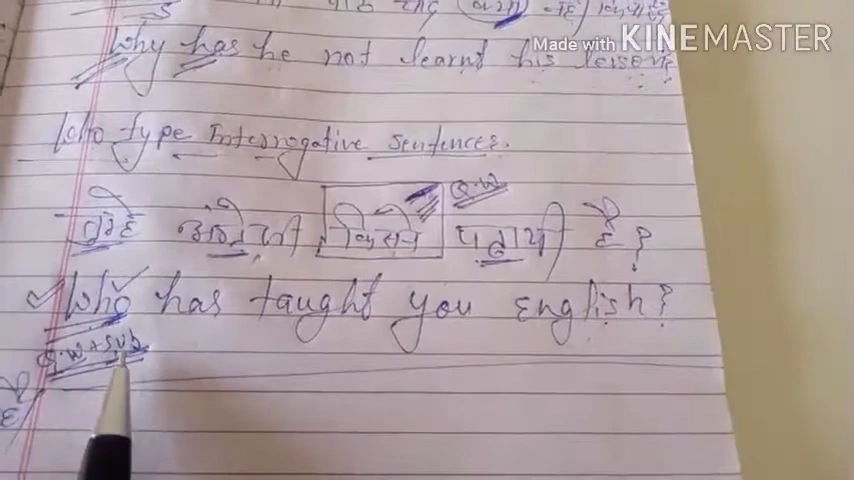 Made with KINEMASTER
Why has he not learnt his lesson?
Who type Interrogative Sentences.
Q.W
तुम्हें अंग्रेजी किसने पढ़ायी है?
Who has taught you english?
Q.W + Sub